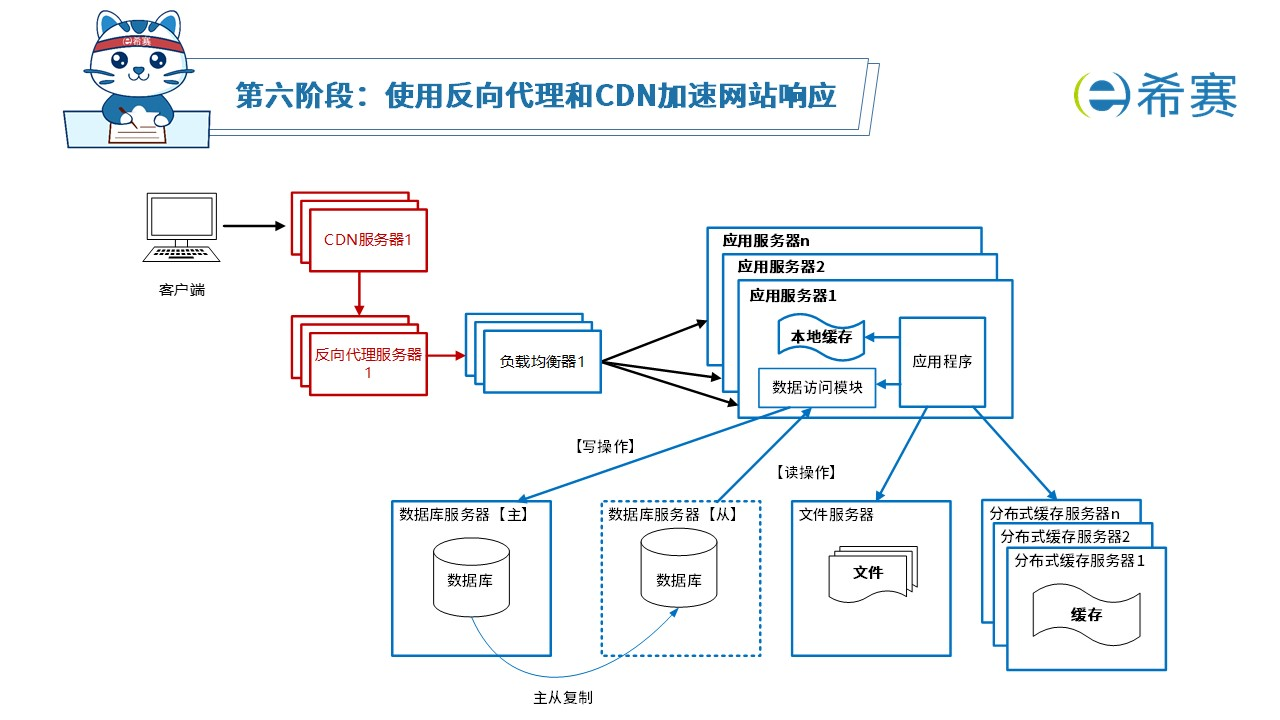 希赛
第六阶段：使用反向代理和CDN加速网站响应
希赛
客户端
CDN服务器1
反向代理服务器
1
负载均衡器1
应用服务器n
应用服务器2
应用服务器1
本地缓存
应用程序
数据访问模块
【写操作】
【读操作】
数据库服务器【主】
数据库
数据库服务器【从】
数据库
主从复制
文件服务器
文件
分布式缓存服务器n
分布式缓存服务器2
分布式缓存服务器1
缓存